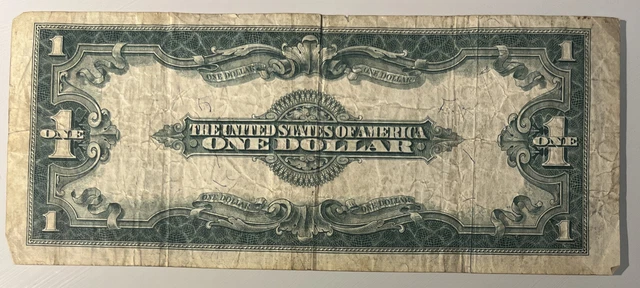 1 ONE DOLLAR ONE DOLLAR 1
THE UNITED STATES OF AMERICA
1 ONE ONE DOLLAR 1 ONE
1 ONE DOLLAR ONE DOLLAR 1